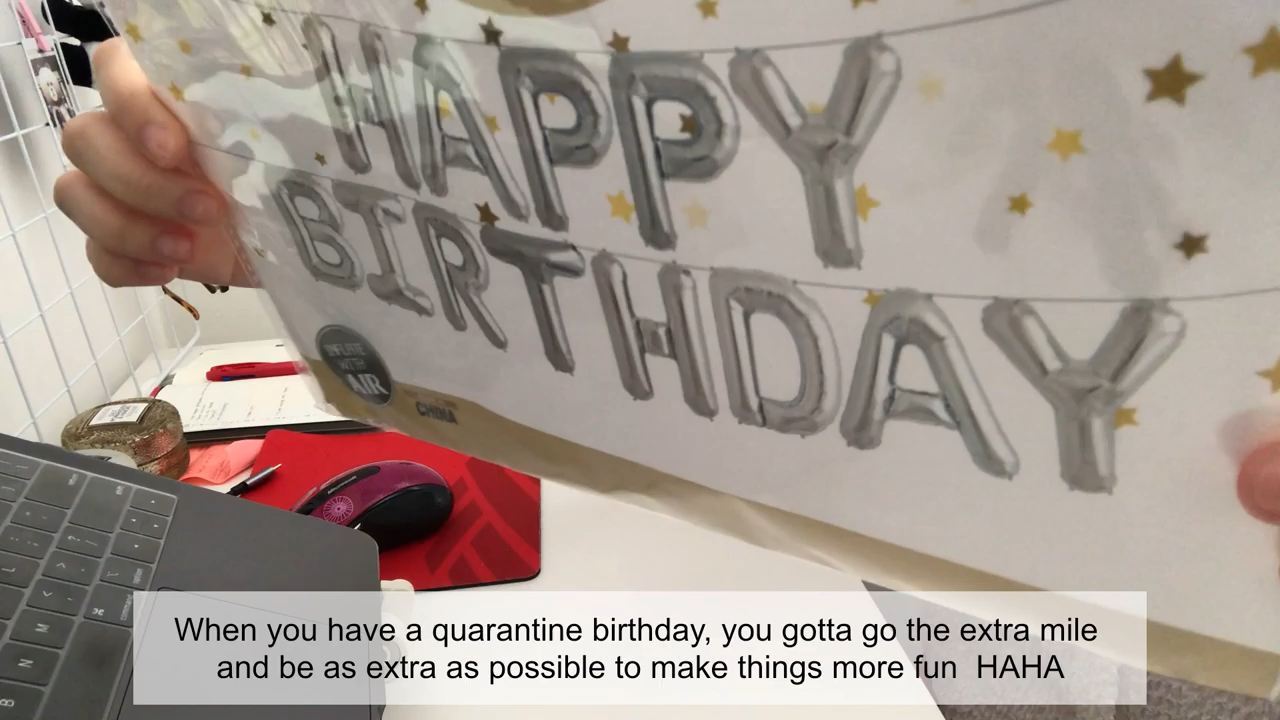 HAPPY
BIRTHDAY
INFLATE
WITH
AIR
CHINA
When you have a quarantine birthday, you gotta go the extra mile
and be as extra as possible to make things more fun HAHA